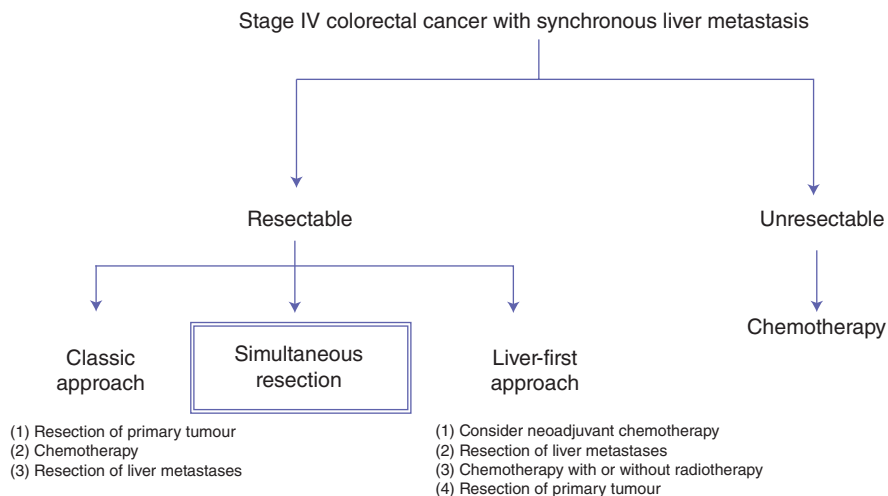 Stage IV colorectal cancer with synchronous liver metastasis
Resectable
Unresectable
Chemotherapy
Classic
approach
Simultaneous
resection
Liver-first
approach
(1) Resection of primary tumour
(2) Chemotherapy
(3) Resection of liver metastases
(1) Consider neoadjuvant chemotherapy
(2) Resection of liver metastases
(3) Chemotherapy with or without radiotherapy
(4) Resection of primary tumour